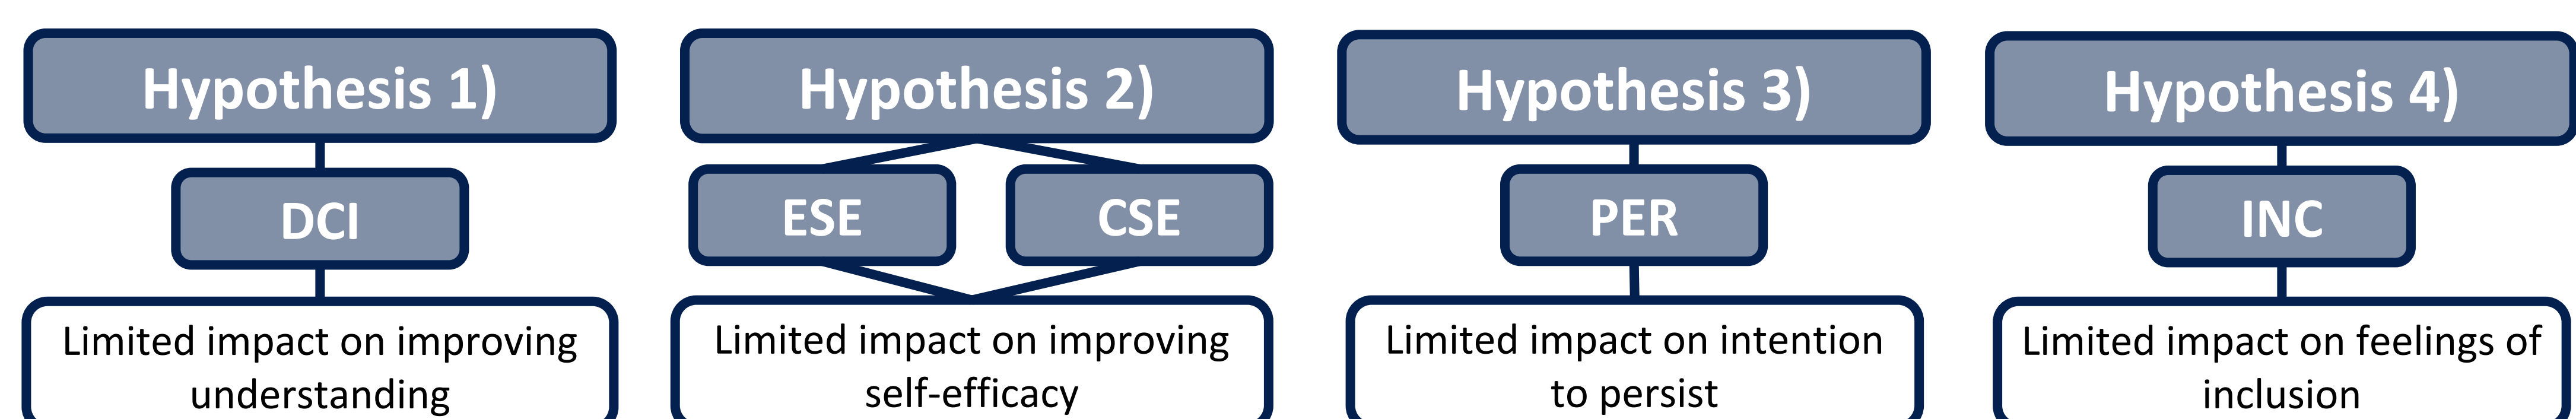 Hypothesis 1)
DCI
Limited impact on improving
understanding
Hypothesis 2)
ESE
CSE
Limited impact on improving
self-efficacy
Hypothesis 3)
PER
Limited impact on intention
to persist
Hypothesis 4)
INC
Limited impact on feelings of
inclusion